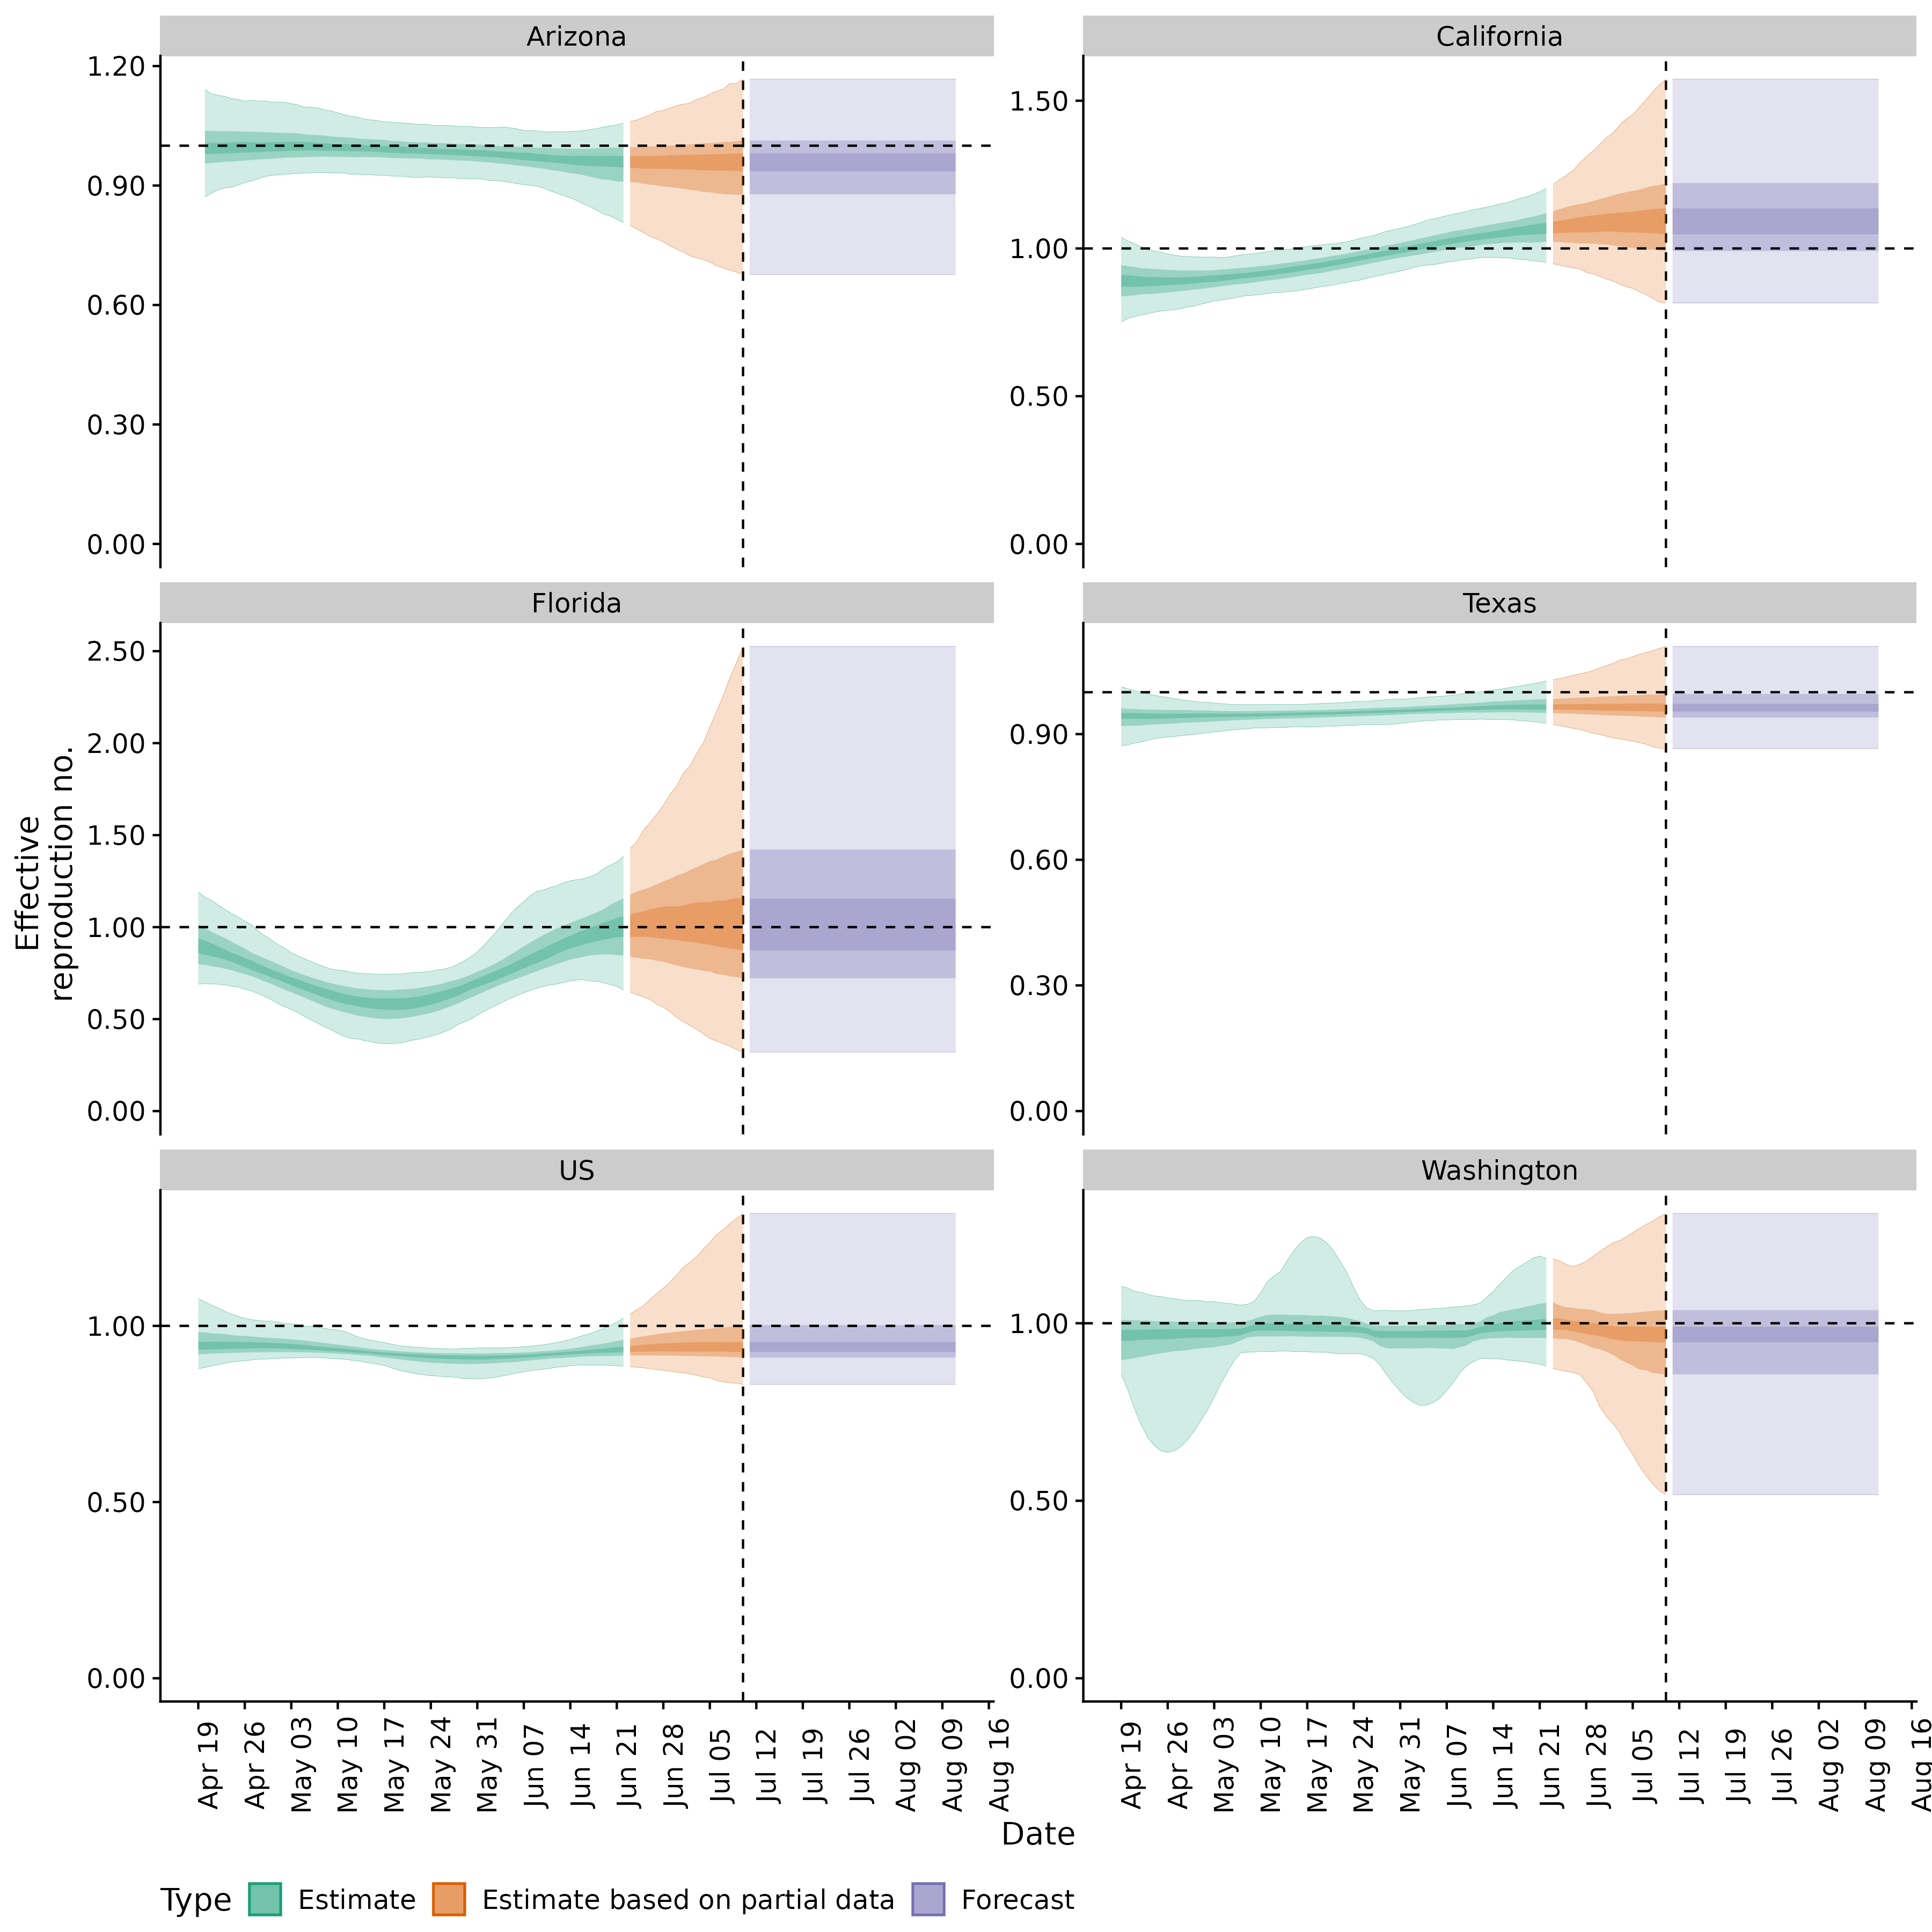 Arizona
California
1.20
0.90
0.60
0.30
0.00
1.50
1.00
0.50
0.00
Florida
Texas
Effective
reproduction no.
2.50
2.00
1.50
1.00
0.50
0.00
0.90
0.60
0.30
0.00
US
Washington
1.00
0.50
0.00
1.00
0.50
0.00
Apr 19
Apr 26
May 03
May 10
May 17
May 24
May 31
Jun 07
Jun 14
Jun 21
Jun 28
Jul 05
Jul 12
Jul 19
Jul 26
Aug 02
Aug 09
Aug 16
Apr 19
Apr 26
May 03
May 10
May 17
May 24
May 31
Jun 07
Jun 14
Jun 21
Jun 28
Jul 05
Jul 12
Jul 19
Jul 26
Aug 02
Aug 09
Aug 16
Date
Type Estimate Estimate based on partial data Forecast